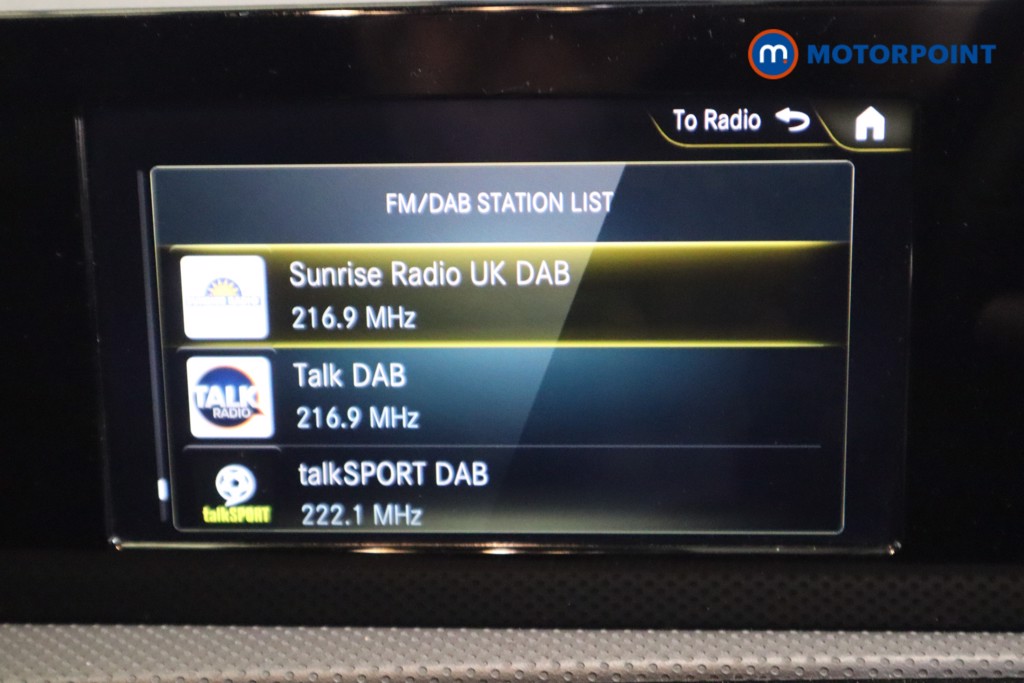 m MOTORPOINT
To Radio
FM/DAB STATION LIST
Sunrise Radio UK DAB
216.9 MHz
TALK
RADIO
Talk DAB
216.9 MHz
talkSPORT DAB
talkSPORT
222.1 MHz